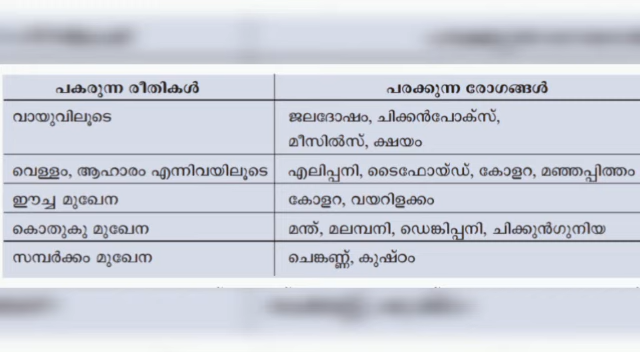 പകരുന്ന രീതികൾ പരക്കുന്ന രോഗങ്ങൾ
വായുവിലൂടെ ജലദോഷം, ചിക്കൻപോക്സ്,
മീസിൽസ്, ക്ഷയം
വെള്ളം, ആഹാരം എന്നിവയിലൂടെ എലിപ്പനി, ടൈഫോയ്ഡ്, കോളറ, മഞ്ഞപ്പിത്തം
ഈച്ച മുഖേന കോളറ, വയറിളക്കം
കൊതുകു മുഖേന മന്ത്, മലമ്പനി, ഡെങ്കിപ്പനി, ചിക്കുൻഗുനിയ
സമ്പർക്കം മുഖേന ചെങ്കണ്ണ്, കുഷ്ഠം